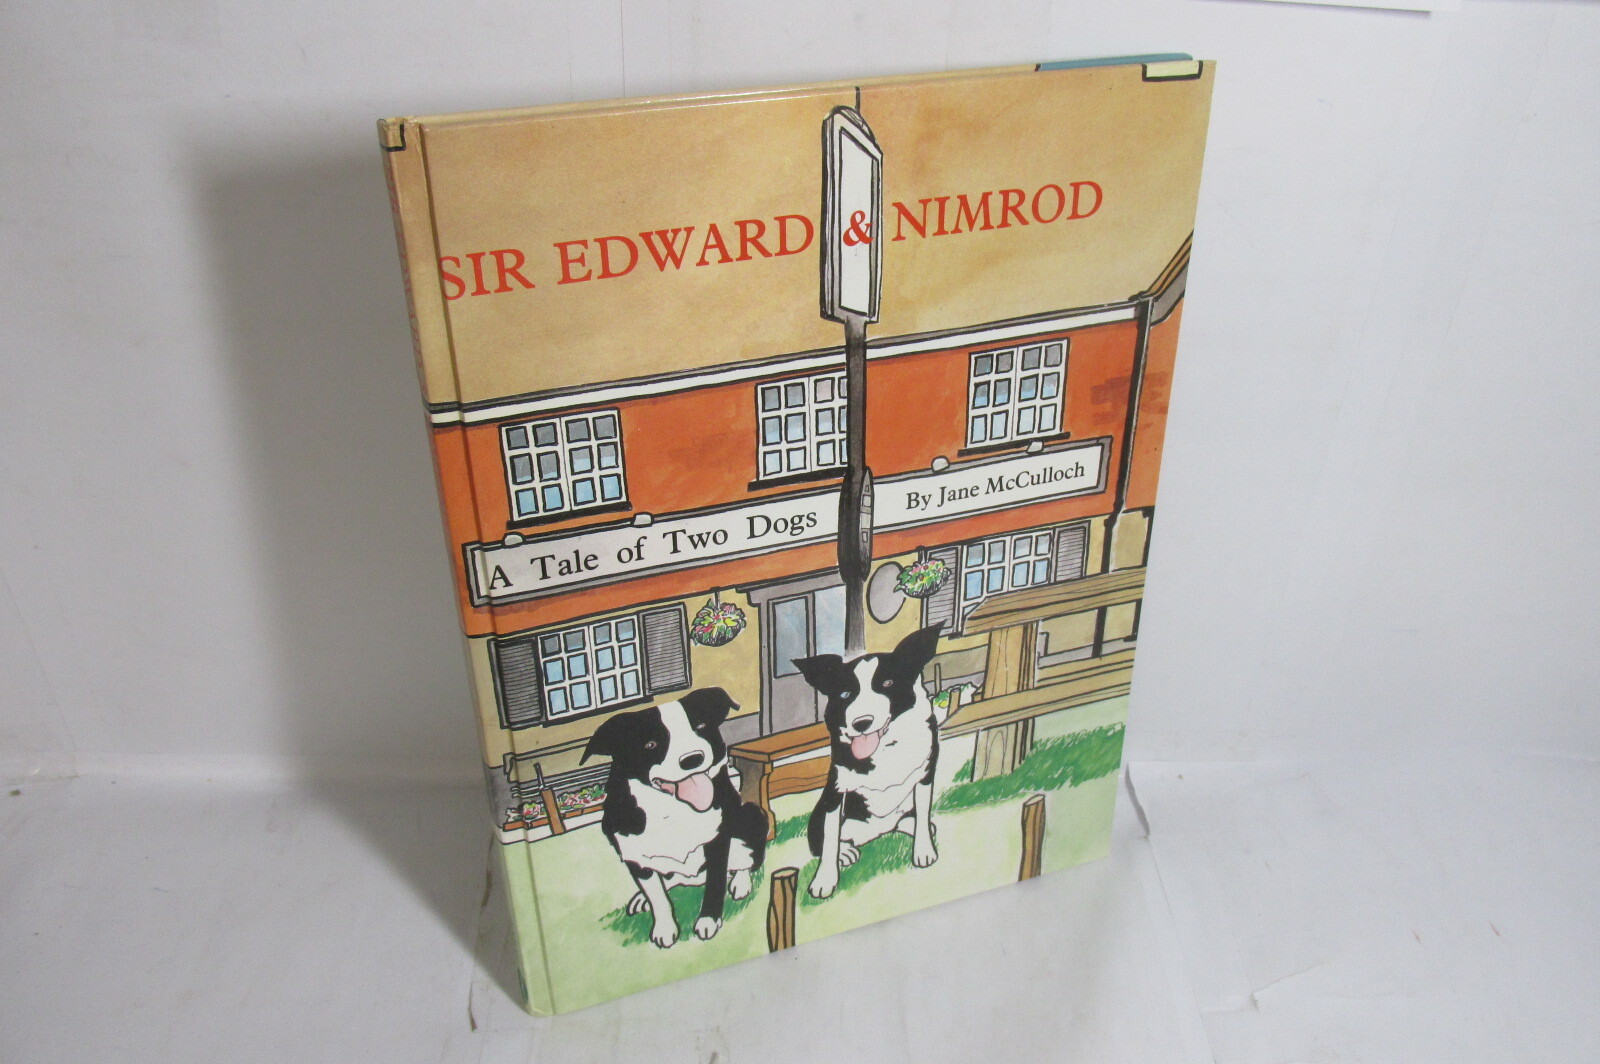 SIR EDWARD & NIMROD
A Tale of Two Dogs
By Jane McCulloch